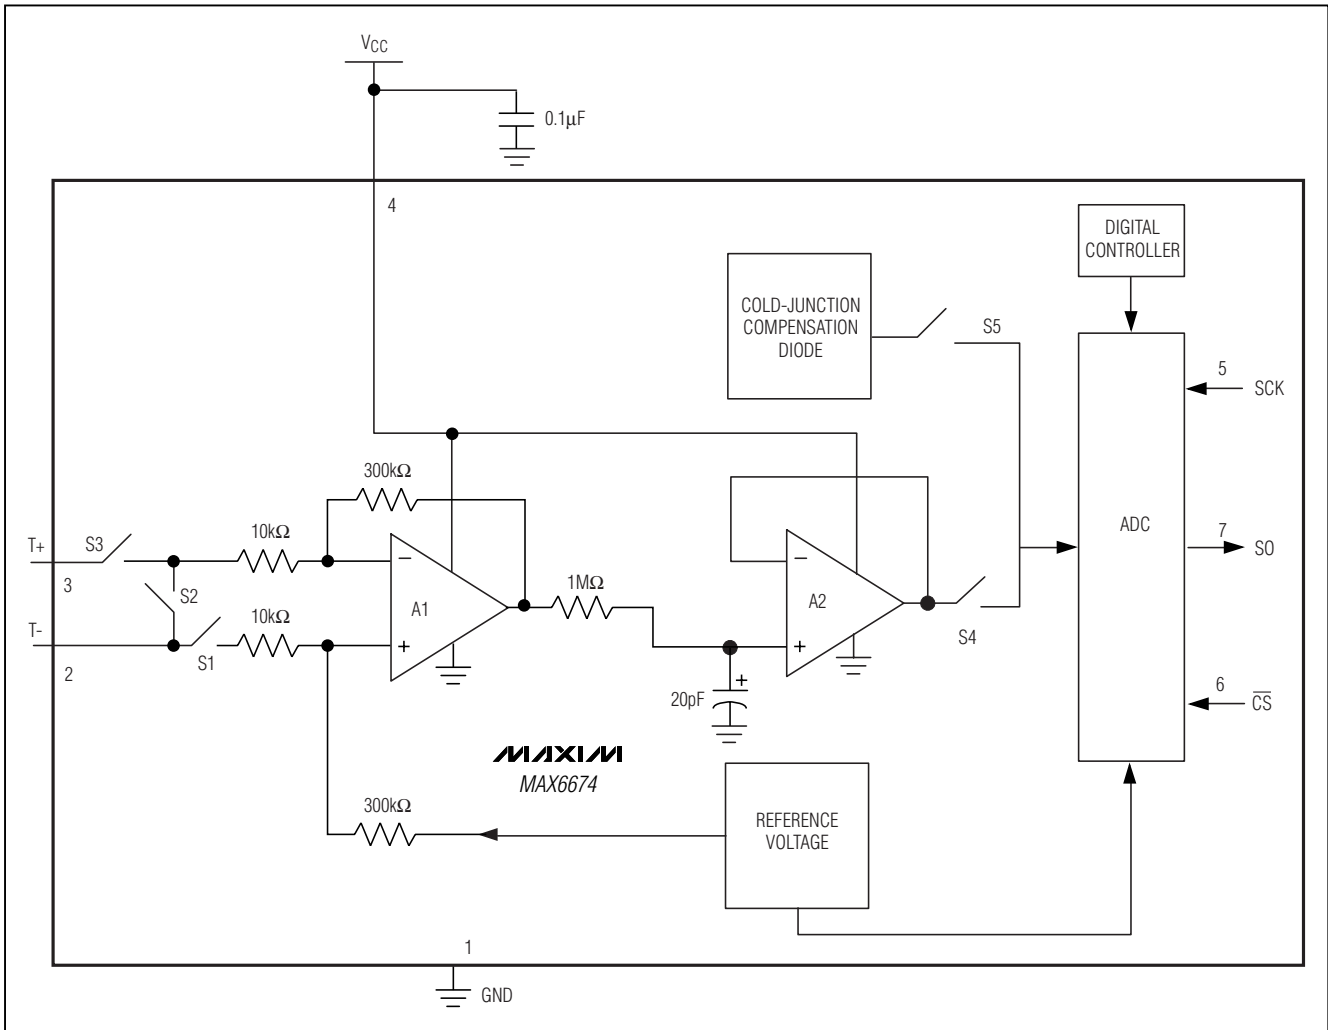 VCC
0.1µF
4
DIGITAL
CONTROLLER
COLD-JUNCTION
COMPENSATION
DIODE
S5
5
SCK
300kΩ
ADC
T+
S3
10kΩ
7
SO
3
S2
1MΩ
A1
A2
T-
10kΩ
S1
S4
2
20pF
6
CS
MAXIM
MAX6674
300kΩ
REFERENCE
VOLTAGE
1
GND